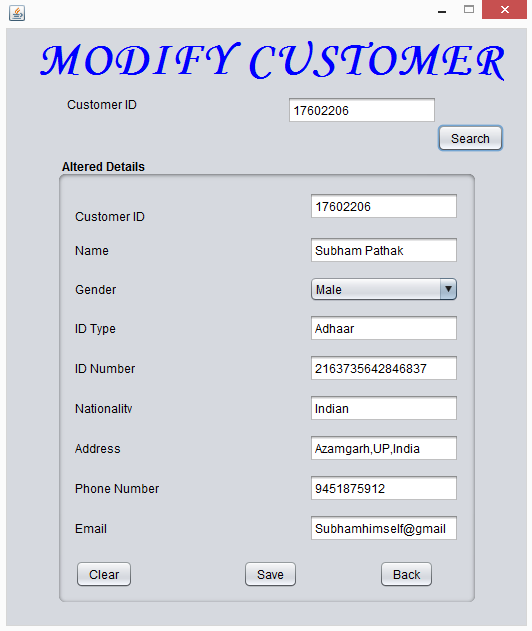 MODIFY CUSTOMER
Customer ID 17602206
Search
Altered Details
Customer ID 17602206
Name Subham Pathak
Gender Male
ID Type Adhaar
ID Number 2163735642846837
Nationality Indian
Address Azamgarh,UP,India
Phone Number 9451875912
Email Subhamhimself@gmail
Clear Save Back